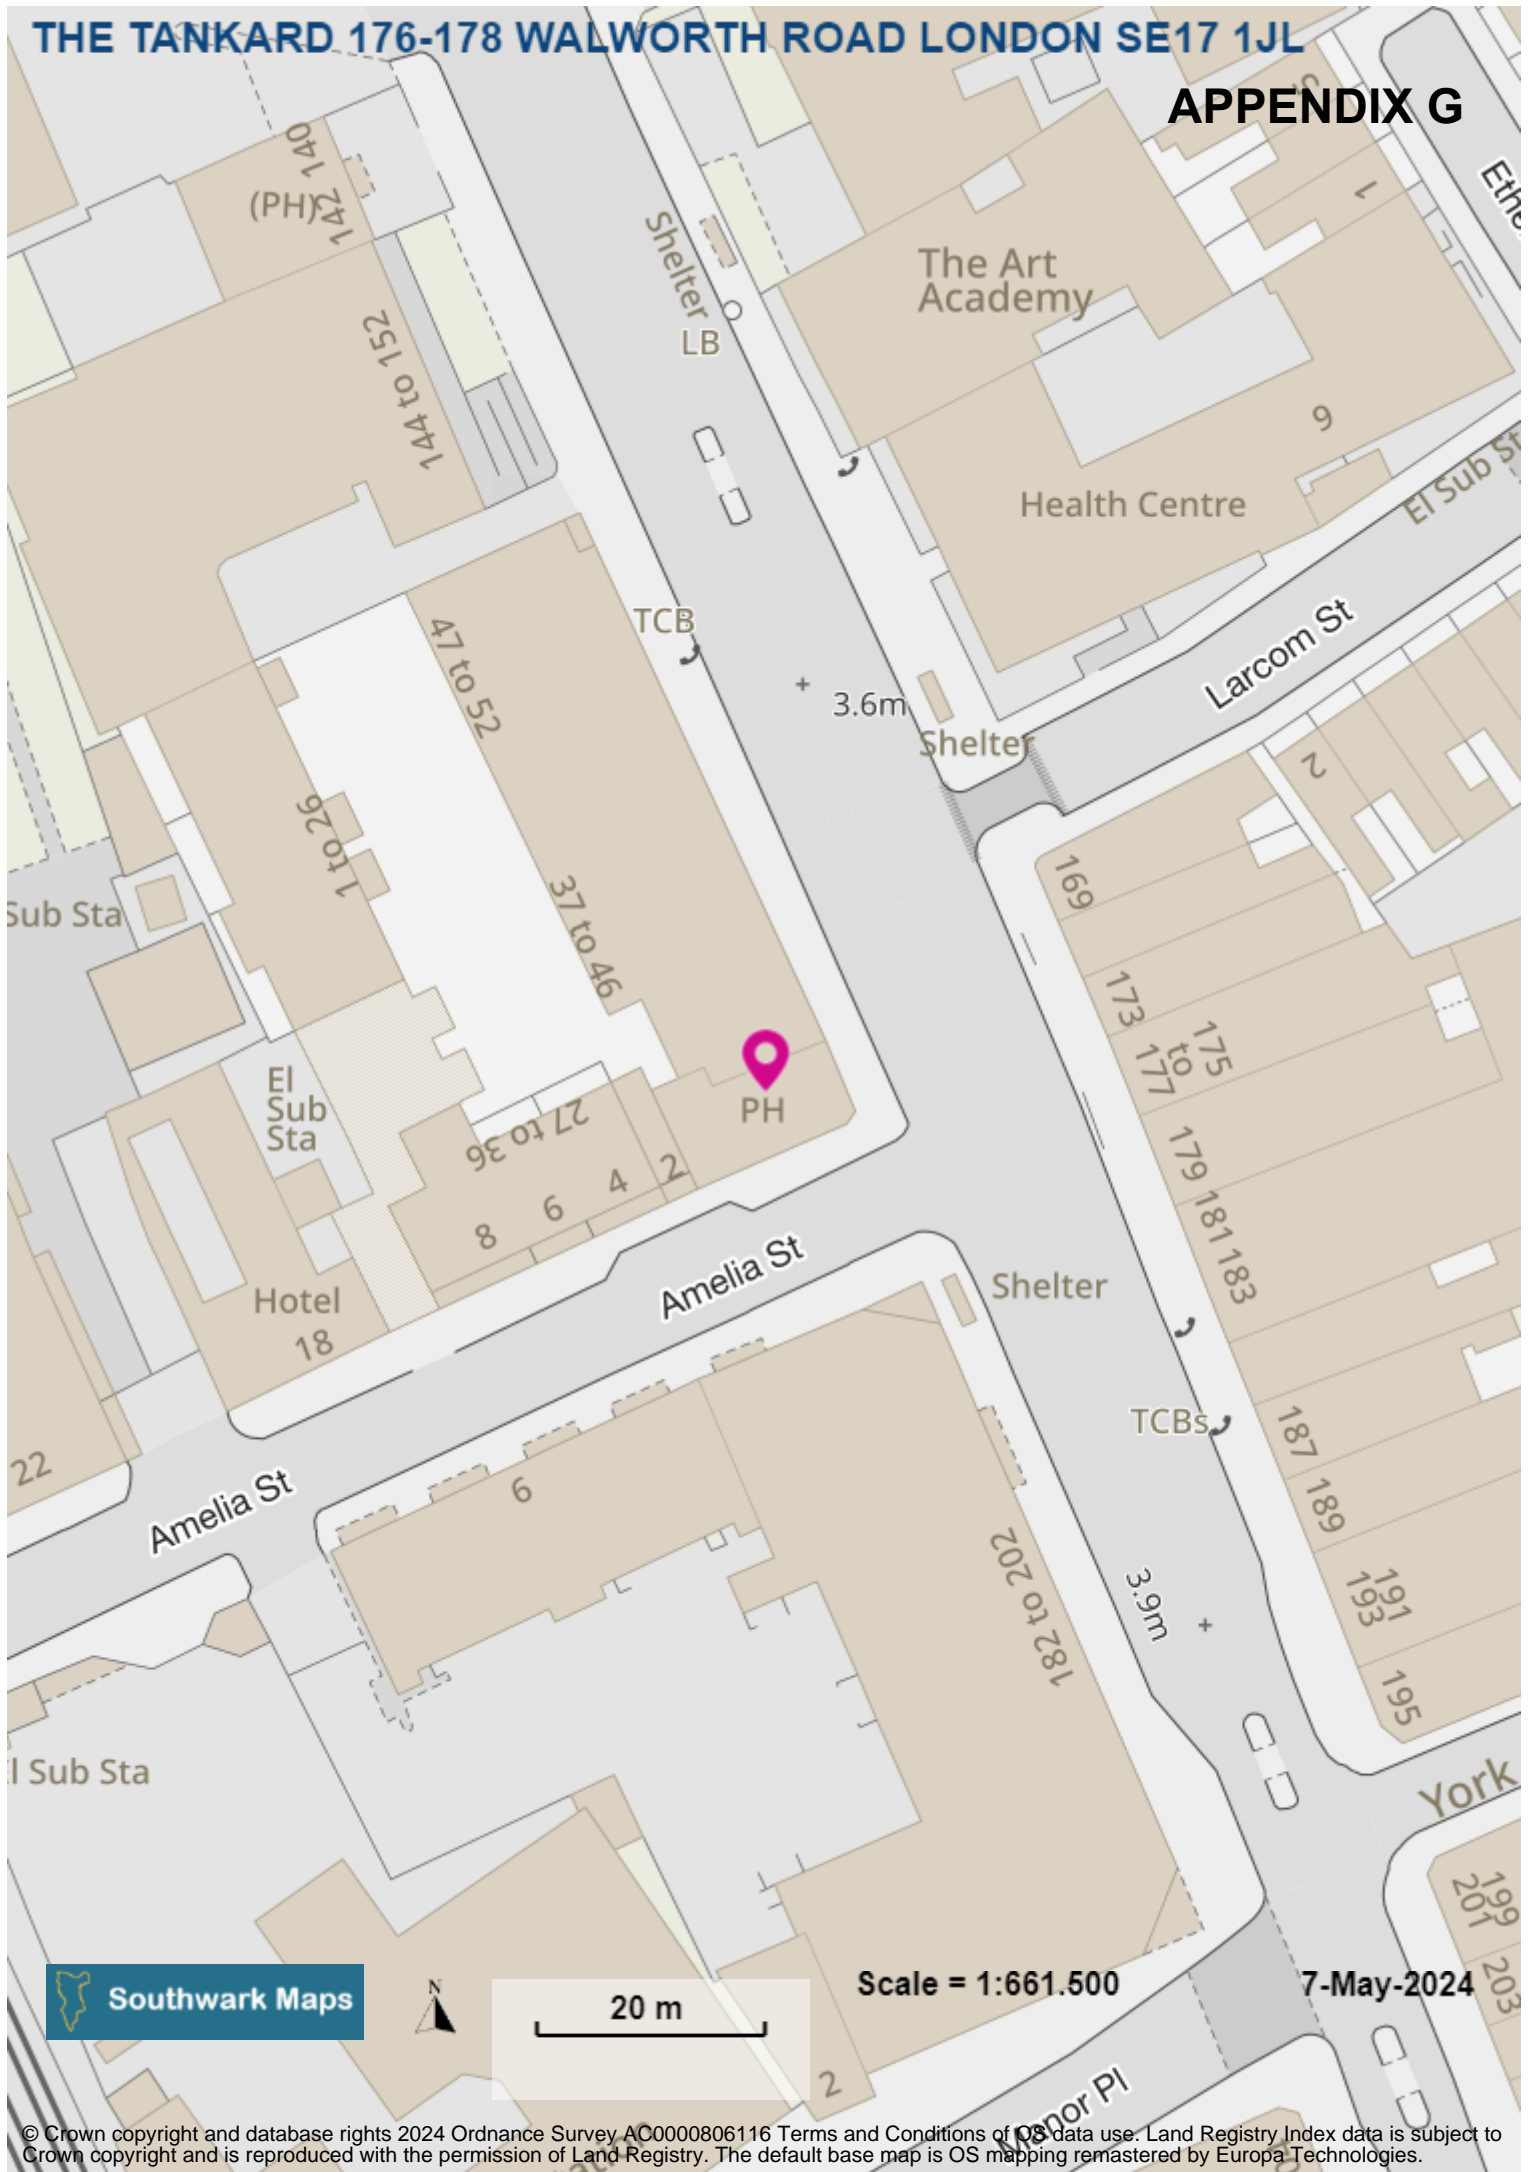 THE TANKARD 176-178 WALWORTH ROAD LONDON SE17 1JL
APPENDIX G
140
142
(PH)
5
1
Shelter
LB
The Art
Academy
144 to 152
9
Health Centre
El Sub St
TCB
47 to 52
3.6m
Shelter
Larcom St
2
1 to 26
169
Sub Sta
37 to 46
173
175
to
177
El
Sub
Sta
PH
27 to 36
179
2
4
6
8
181
183
Amelia St
Shelter
Hotel
18
TCBs
187
22
6
189
Amelia St
182 to 202
3.9m
191
193
195
El Sub Sta
York
199
201
203
Southwark Maps
N
20 m
Scale = 1:661.500
7-May-2024
2
Manor Pl
© Crown copyright and database rights 2024 Ordnance Survey AC0000806116 Terms and Conditions of OS data use. Land Registry Index data is subject to
Crown copyright and is reproduced with the permission of Land Registry. The default base map is OS mapping remastered by Europa Technologies.